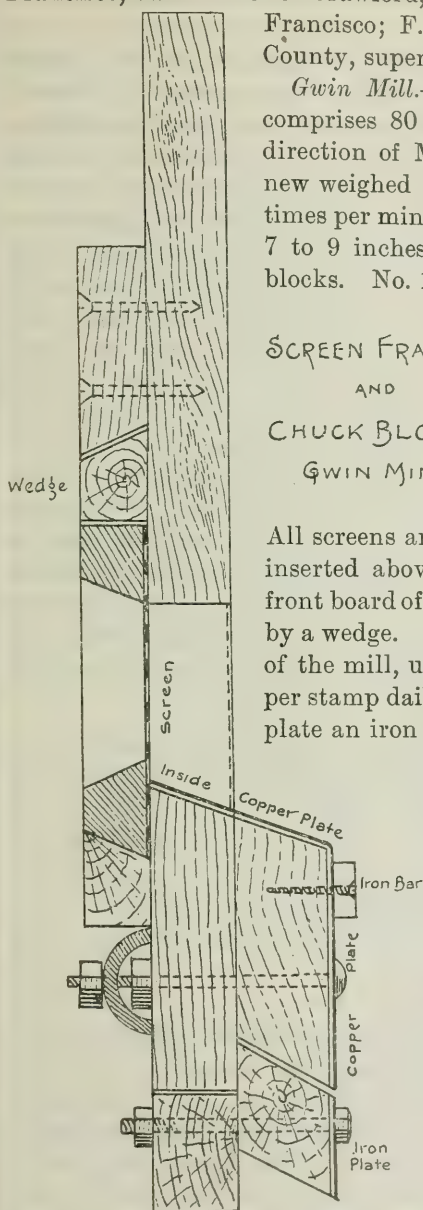 Francisco; F.
County, super
Gwin Mill.
comprises 80
direction of M
new weighed
times per min
7 to 9 inches
blocks. No.
SCREEN FRA
AND
CHUCK BLO
GWIN MIN
Wedge
All screens ar
inserted abov
front board of
by a wedge.
of the mill, u
per stamp dai
plate an iron
Screen
Inside
Copper Plate
Iron Bar
Copper Plate
Iron
Plate